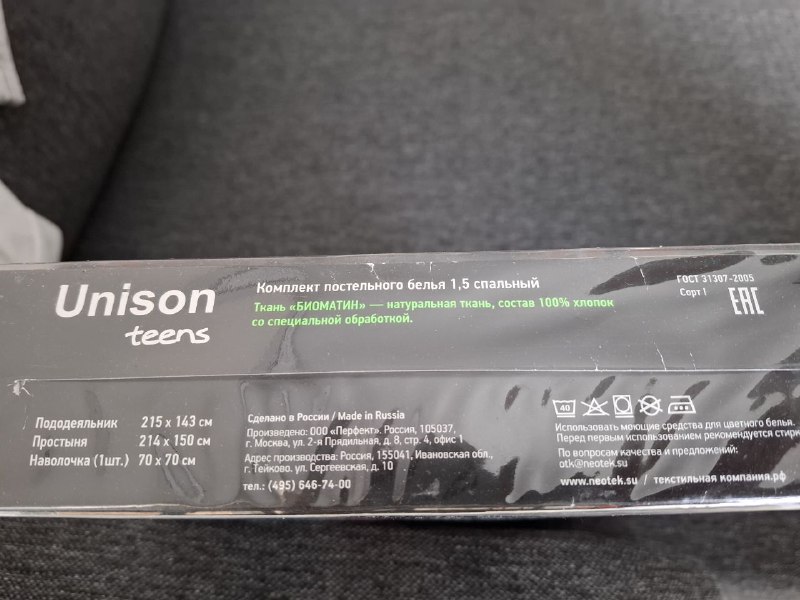 Unison
teens
Комплект постельного белья 1,5 спальный
Ткань «БИОМАТИН» — натуральная ткань, состав 100% хлопок
со специальной обработкой.
ГОСТ 31307-2005
Сорт I
EAC
Пододеяльник 215 x 143 см
Простыня 214 x 150 см
Наволочка (1шт.) 70 x 70 см
Сделано в России / Made in Russia
Произведено: ООО «Перфект». Россия, 105037,
г. Москва, ул. 2-я Прядильная, д. 8, стр. 4, офис 1
Адрес производства: Россия, 155041, Ивановская обл.,
г. Тейково. ул. Сергеевская, д. 10
тел.: (495) 646-74-00
40
Использовать моющие средства для цветного белья.
Перед первым использованием рекомендуется
По вопросам качества и предложений:
otk@neotek.su
www.neotek.su / текстильная компания.рф